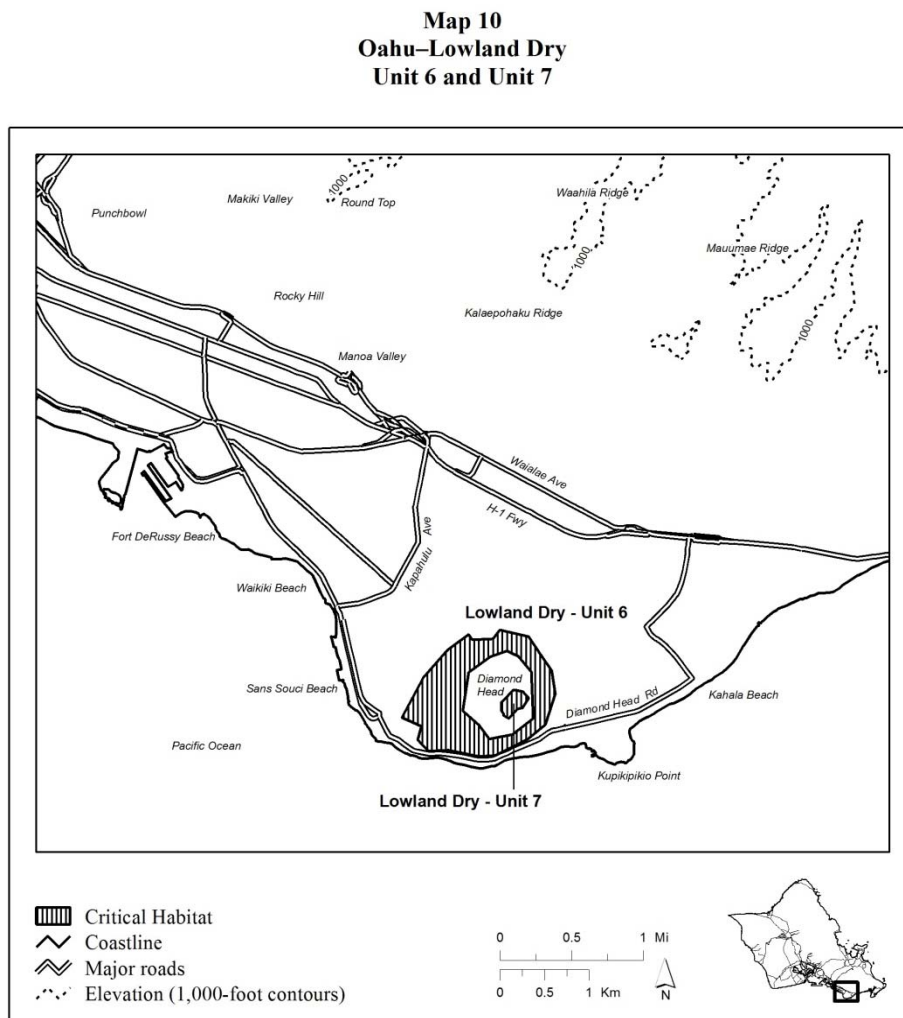 Map 10
Oahu–Lowland Dry
Unit 6 and Unit 7
1000
Waahila Ridge
Makiki Valley
Round Top
Punchbowl
Mauumae Ridge
1000
Rocky Hill
Kalaepohaku Ridge
1000
Manoa Valley
Waialae Ave
H-1 Fwy
Fort DeRussy Beach
Kapahulu Ave
Waikiki Beach
Lowland Dry - Unit 6
Diamond
Head
Sans Souci Beach
Diamond Head Rd
Kahala Beach
Pacific Ocean
Kupikipikio Point
Lowland Dry - Unit 7
Critical Habitat
Coastline
Major roads
Elevation (1,000-foot contours)
0 0.5 1 Mi
0 0.5 1 Km
N